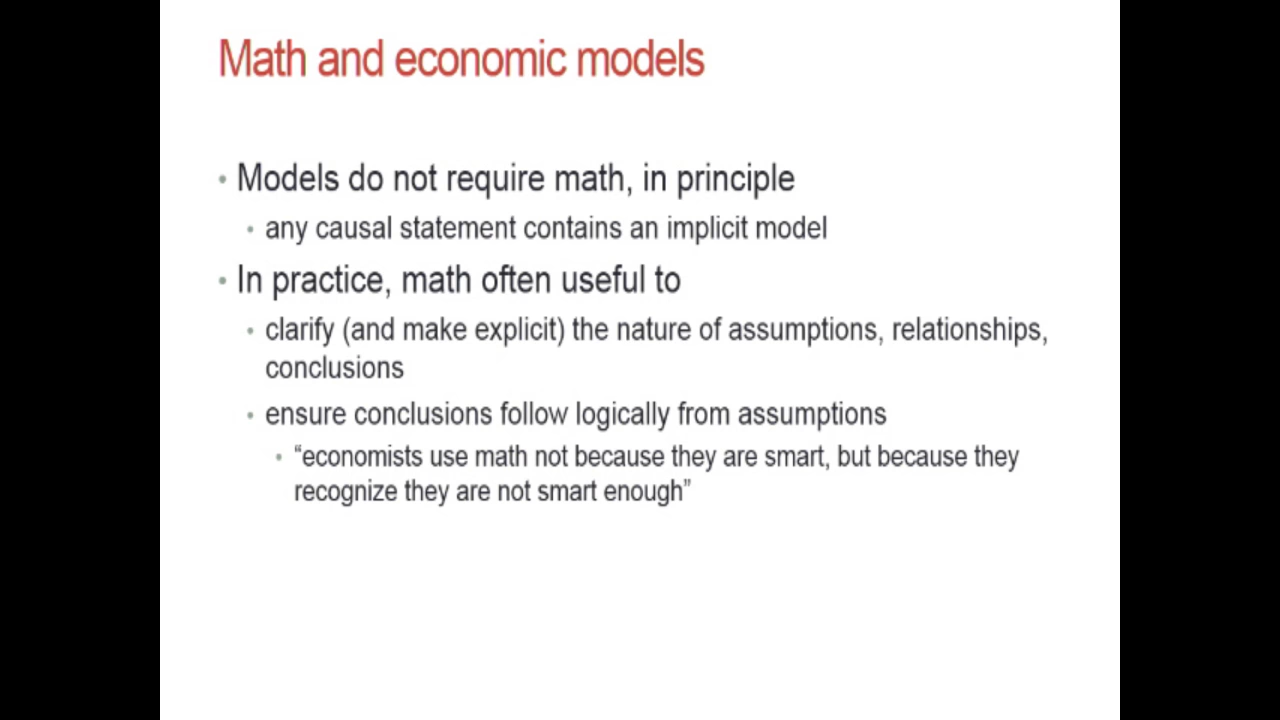 Math and economic models
• Models do not require math, in principle
• any causal statement contains an implicit model
• In practice, math often useful to
• clarify (and make explicit) the nature of assumptions, relationships,
conclusions
• ensure conclusions follow logically from assumptions
• “economists use math not because they are smart, but because they
recognize they are not smart enough”